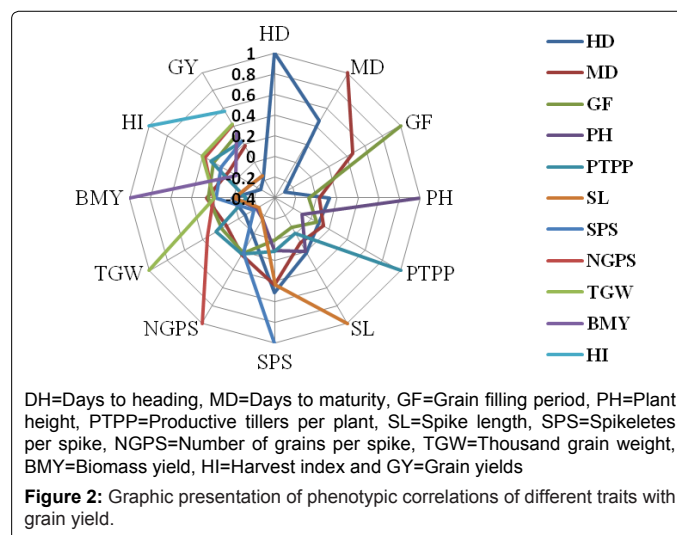 HD
GY
MD
HI
GF
BMY
PH
TGW
PTPP
NGPS
SL
SPS
1
0.8
0.6
0.4
0.2
0
-0.2
-0.4
HD
MD
GF
PH
PTPP
SL
SPS
NGPS
TGW
BMY
HI
DH=Days to heading, MD=Days to maturity, GF=Grain filling period, PH=Plant
height, PTPP=Productive tillers per plant, SL=Spike length, SPS=Spikeletes
per spike, NGPS=Number of grains per spike, TGW=Thousand grain weight,
BMY=Biomass yield, HI=Harvest index and GY=Grain yields
Figure 2: Graphic presentation of phenotypic correlations of different traits with
grain yield.